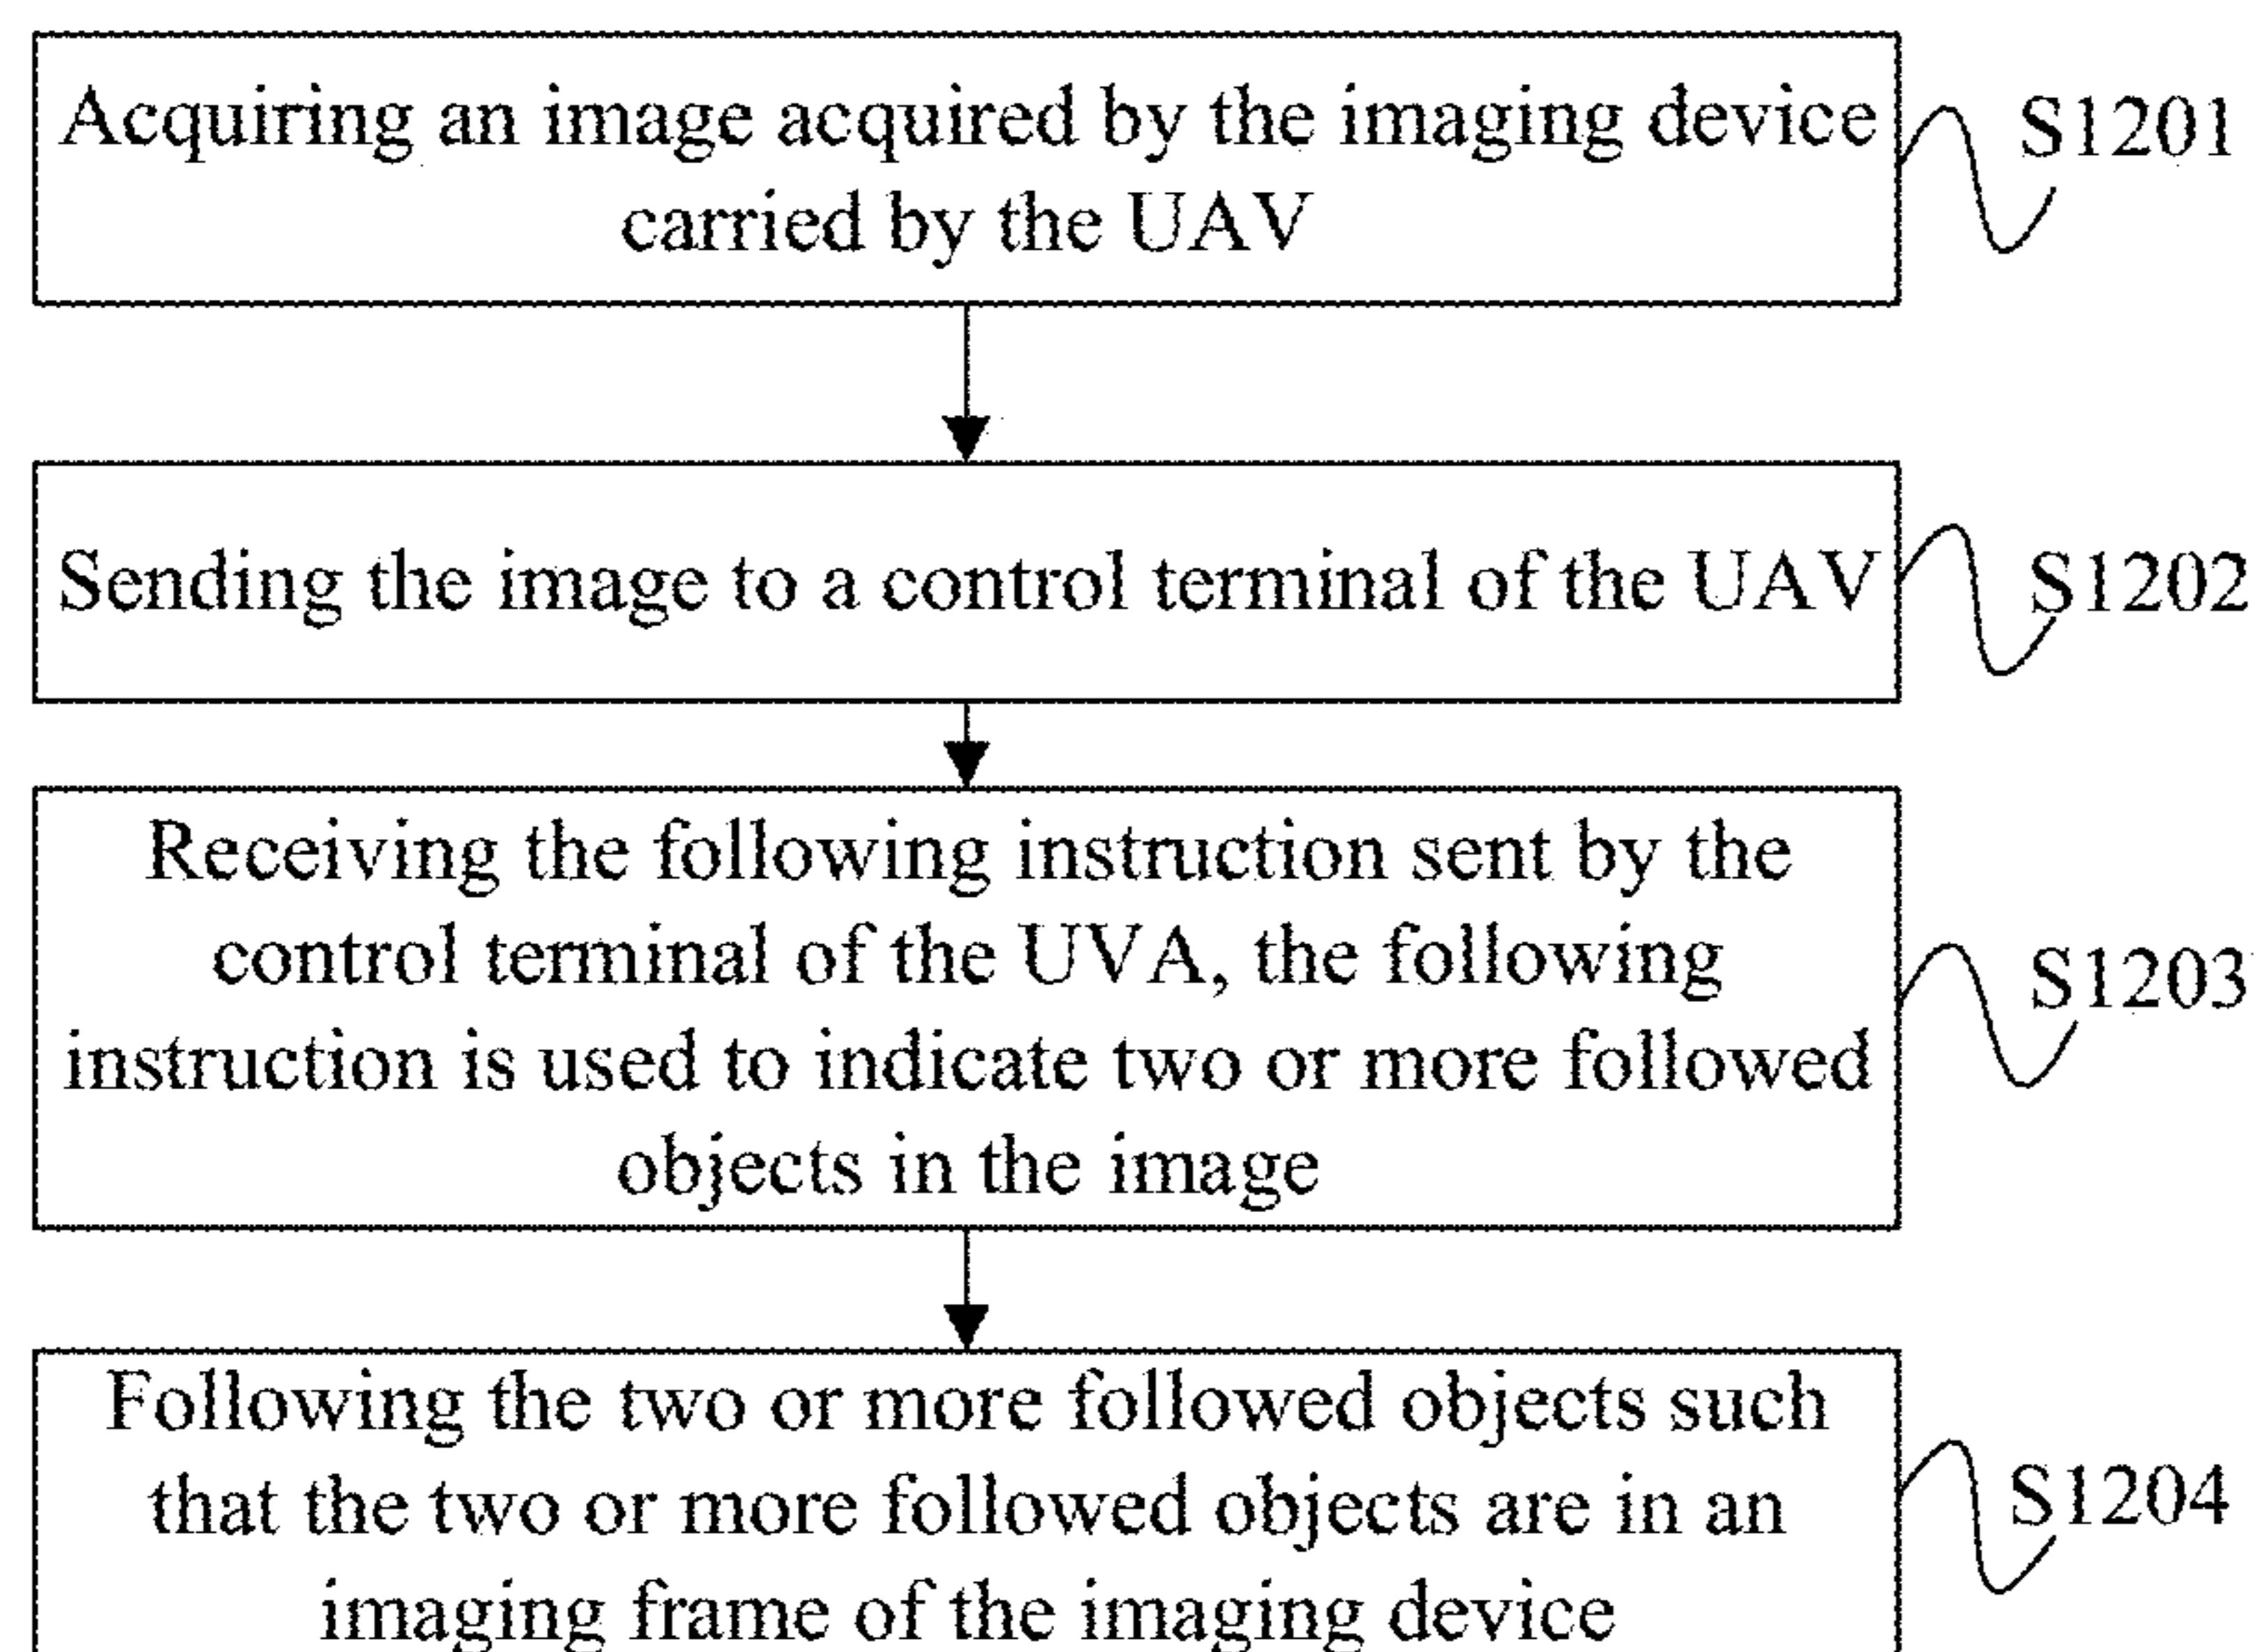 Acquiring an image acquired by the imaging device
carried by the UAV
S1201
Sending the image to a control terminal of the UAV
S1202
Receiving the following instruction sent by the
control terminal of the UVA, the following
instruction is used to indicate two or more followed
objects in the image
S1203
Following the two or more followed objects such
that the two or more followed objects are in an
imaging frame of the imaging device
S1204